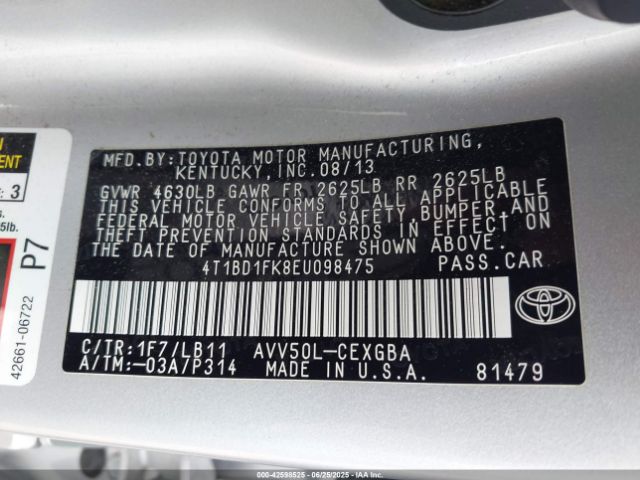 MFD.BY:TOYOTA MOTOR MANUFACTURING,
KENTUCKY,INC.08/13
GVWR 4630LB GAWR FR 2625LB RR 2625LB
THIS VEHICLE CONFORMS TO ALL APPLICABLE
FEDERAL MOTOR VEHICLE SAFETY,BUMPER,AND
THEFT PREVENTION STANDARDS IN EFFECT ON
THE DATE OF MANUFACTURE SHOWN ABOVE.
4T1BD1FK8EU098475 PASS.CAR
C/TR:1F7/LB11 AVV50L-CEXGBA
A/TM:-03A/P314 MADE IN U.S.A. 81479
3
P7
42661-06722
000-42598525 | 06/25/2025 | IAAI.COM